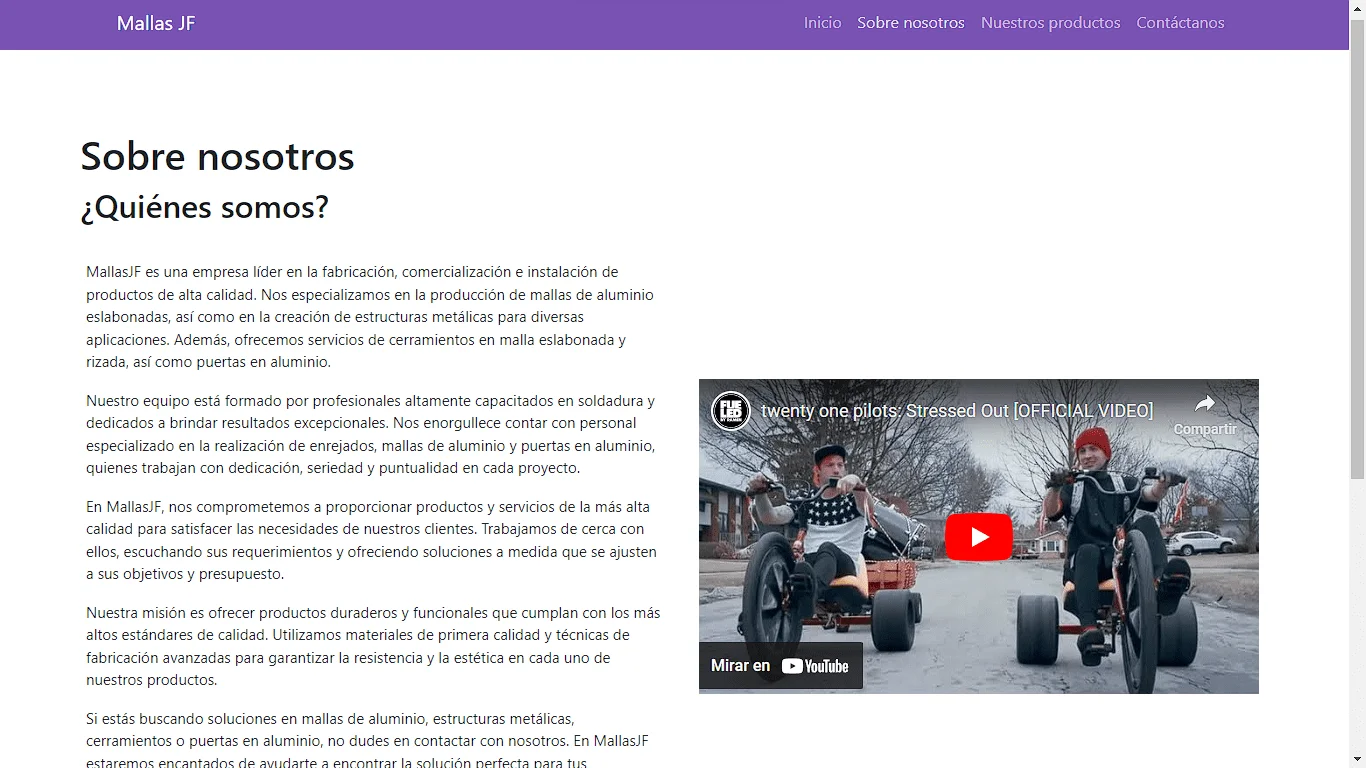 Mallas JF
Inicio Sobre nosotros Nuestros productos Contáctanos
Sobre nosotros
¿Quiénes somos?
MallasJF es una empresa líder en la fabricación, comercialización e instalación de
productos de alta calidad. Nos especializamos en la producción de mallas de aluminio
eslabonadas, así como en la creación de estructuras metálicas para diversas
aplicaciones. Además, ofrecemos servicios de cerramientos en malla eslabonada y
rizada, así como puertas en aluminio.
Nuestro equipo está formado por profesionales altamente capacitados en soldadura y
dedicados a brindar resultados excepcionales. Nos enorgullece contar con personal
especializado en la realización de enrejados, mallas de aluminio y puertas en aluminio,
quienes trabajan con dedicación, seriedad y puntualidad en cada proyecto.
En MallasJF, nos comprometemos a proporcionar productos y servicios de la más alta
calidad para satisfacer las necesidades de nuestros clientes. Trabajamos de cerca con
ellos, escuchando sus requerimientos y ofreciendo soluciones a medida que se ajusten
a sus objetivos y presupuesto.
Nuestra misión es ofrecer productos duraderos y funcionales que cumplan con los más
altos estándares de calidad. Utilizamos materiales de primera calidad y técnicas de
fabricación avanzadas para garantizar la resistencia y la estética en cada uno de
nuestros productos.
Si estás buscando soluciones en mallas de aluminio, estructuras metálicas,
cerramientos o puertas en aluminio, no dudes en contactar con nosotros. En MallasJF
estaremos encantados de ayudarte a encontrar la solución perfecta para tus
FUE
LED
BY RAMEN
twenty one pilots: Stressed Out [OFFICIAL VIDEO]
Compartir
Mirar en YouTube